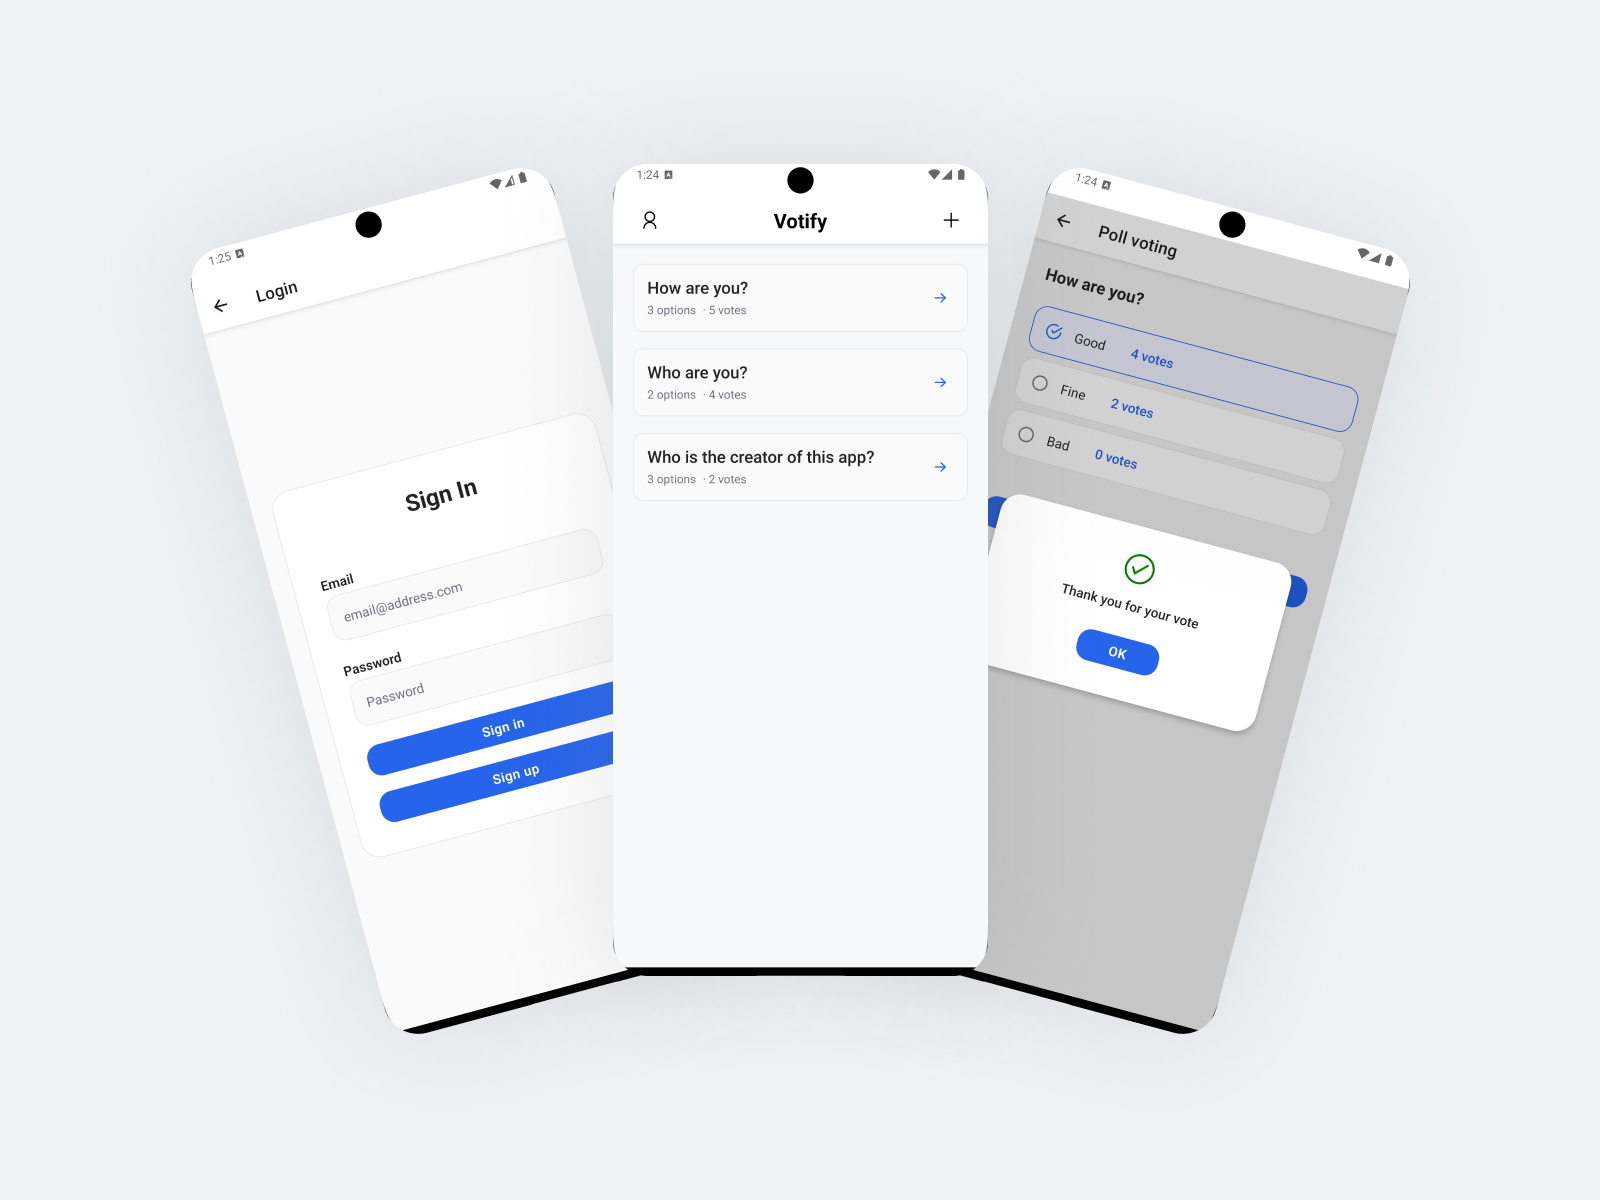 1:25
Login
Sign In
Email
email@address.com
Password
Password
Sign in
Sign up
1:24
Votify
How are you?
3 options · 5 votes
Who are you?
2 options · 4 votes
Who is the creator of this app?
3 options · 2 votes
1:24
Poll voting
How are you?
Good 4 votes
Fine 2 votes
Bad 0 votes
Thank you for your vote
OK